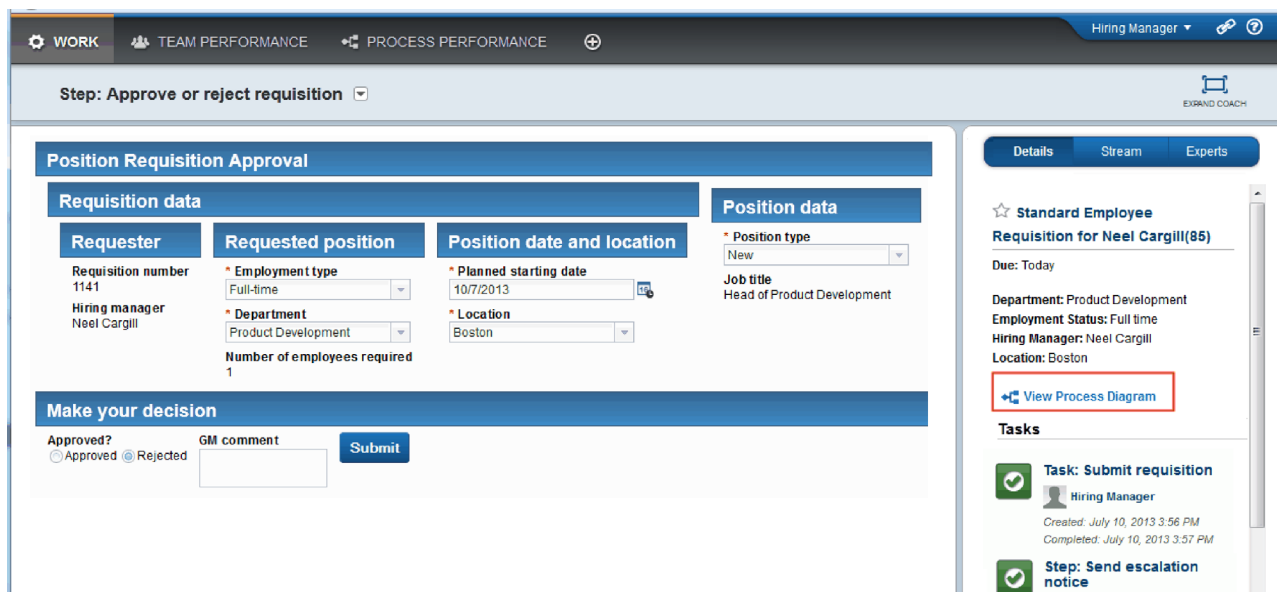 WORK TEAM PERFORMANCE PROCESS PERFORMANCE Hiring Manager
Step: Approve or reject requisition
EXPAND COACH
Position Requisition Approval
Requisition data
Requester
Requisition number
1141
Hiring manager
Neel Cargill
Requested position
* Employment type
Full-time
* Department
Product Development
Number of employees required
1
Position date and location
* Planned starting date
10/7/2013
* Location
Boston
Position data
* Position type
New
Job title
Head of Product Development
Make your decision
Approved?
Approved Rejected
GM comment
Submit
Details Stream Experts
Standard Employee
Requisition for Neel Cargill(85)
Due: Today
Department: Product Development
Employment Status: Full time
Hiring Manager: Neel Cargill
Location: Boston
View Process Diagram
Tasks
Task: Submit requisition
Hiring Manager
Created: July 10, 2013 3:56 PM
Completed: July 10, 2013 3:57 PM
Step: Send escalation
notice